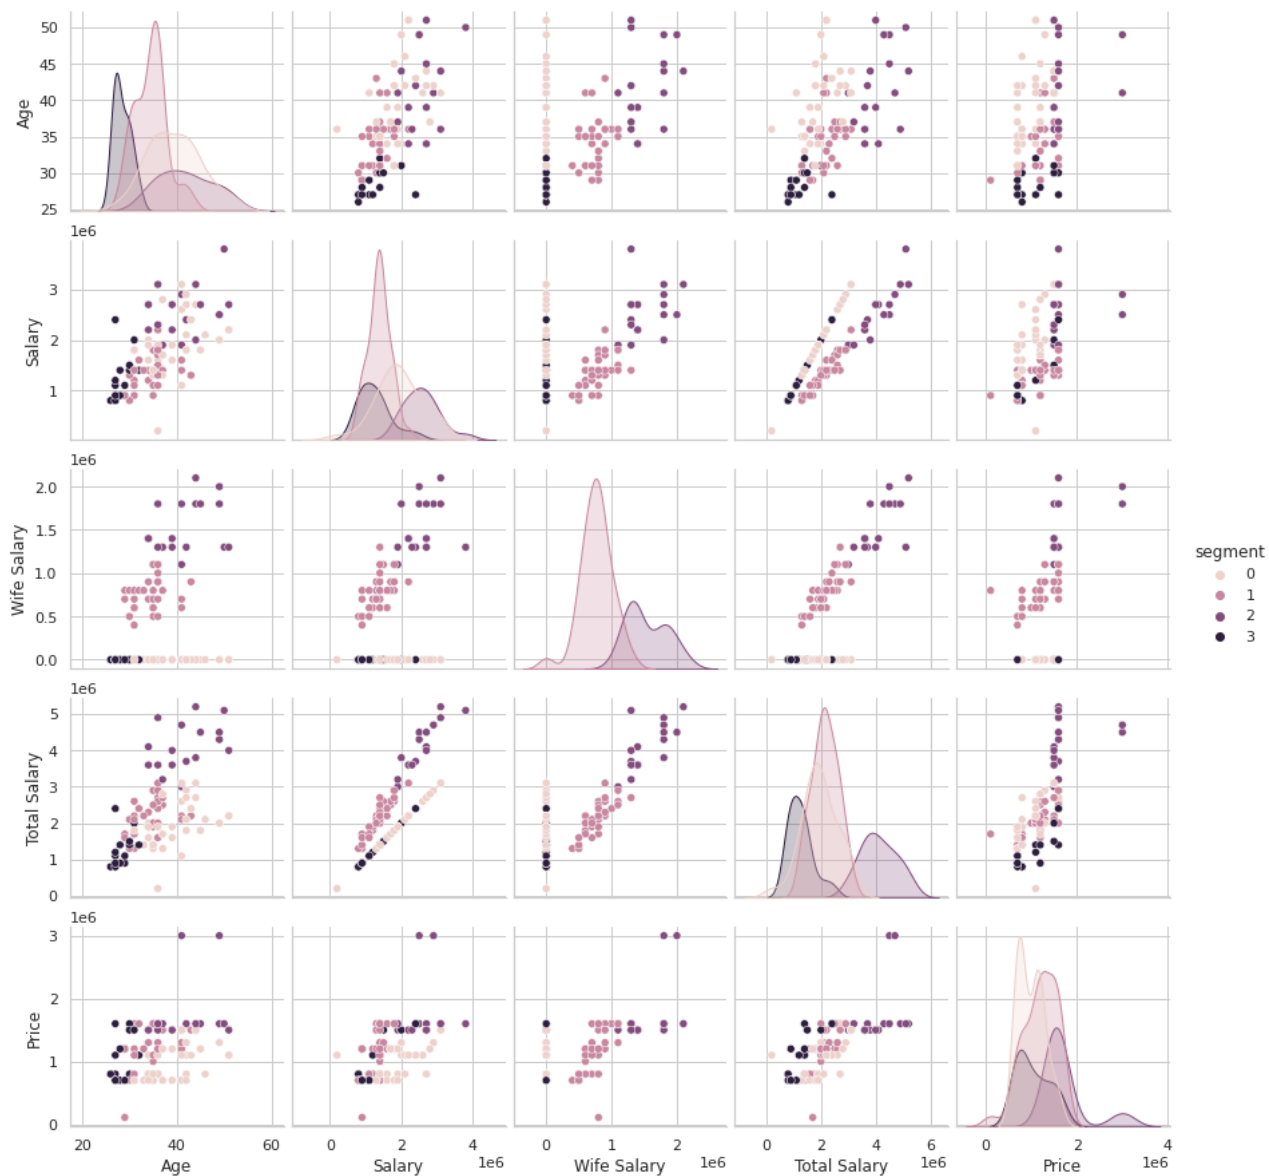 50
45
40
35
30
25
Age
1e6
3
2
1
Salary
1e6
2.0
1.5
1.0
0.5
0.0
Wife Salary
segment
0
1
2
3
1e6
5
4
3
2
1
0
Total Salary
1e6
3
2
1
0
Price
20 40 60
Age
0 2 4
1e6
Salary
0 1 2
1e6
Wife Salary
0 2 4 6
1e6
Total Salary
0 2 4
1e6
Price